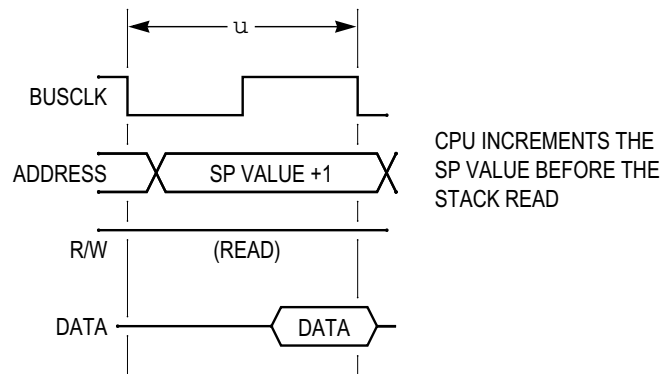 u
BUSCLK
ADDRESS
SP VALUE +1
CPU INCREMENTS THE
SP VALUE BEFORE THE
STACK READ
R/W
(READ)
DATA
DATA